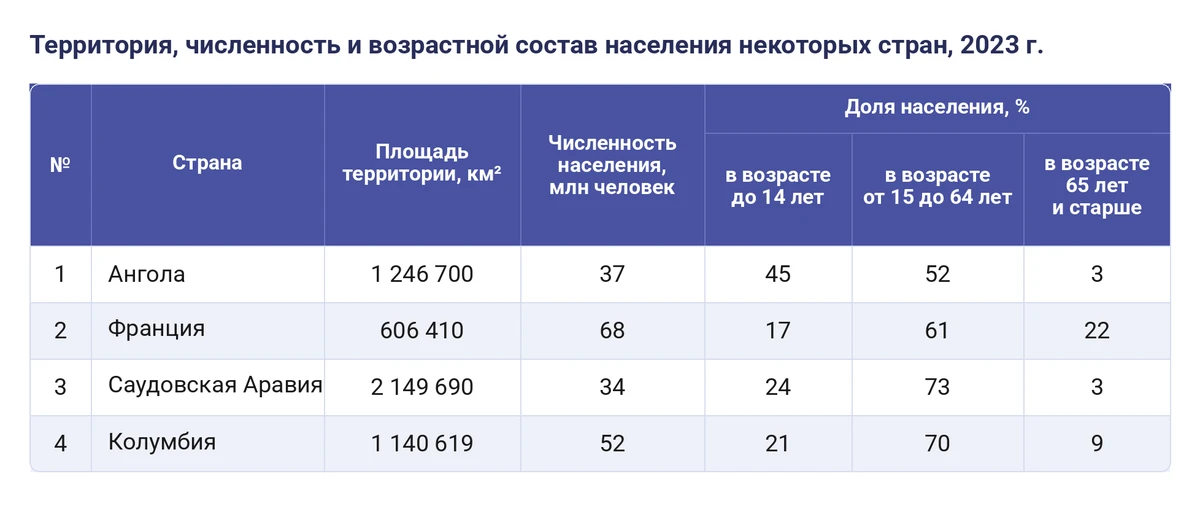 Территория, численность и возрастной состав населения некоторых стран, 2023 г.
№
Страна
Площадь
территории, км²
Численность
населения,
млн человек
Доля населения, %
в возрасте
до 14 лет
в возрасте
от 15 до 64 лет
в возрасте
65 лет
и старше
1 Ангола 1 246 700 37 45 52 3
2 Франция 606 410 68 17 61 22
3 Саудовская Аравия 2 149 690 34 24 73 3
4 Колумбия 1 140 619 52 21 70 9